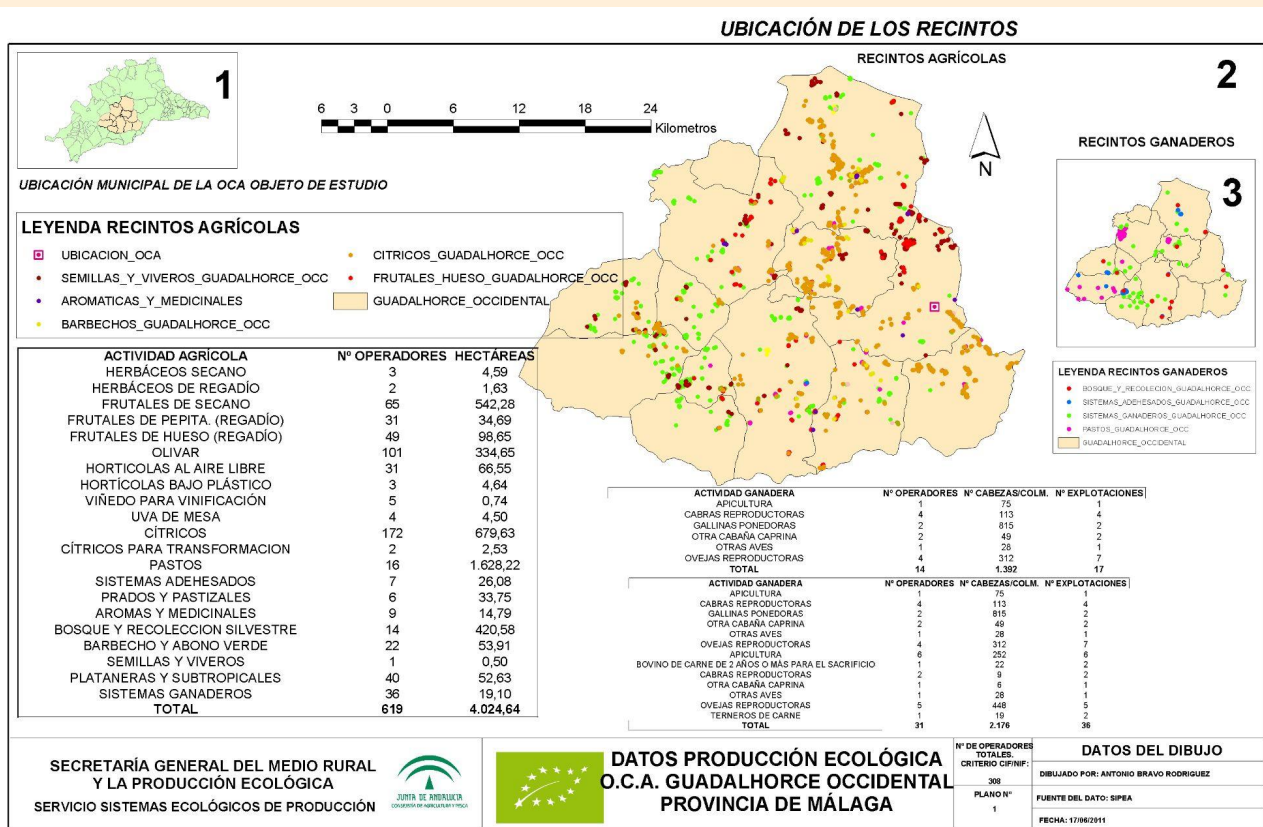 UBICACIÓN DE LOS RECINTOS
1
6 3 0 6 12 18 24
Kilometros
RECINTOS AGRÍCOLAS
2
N
RECINTOS GANADEROS
3
UBICACIÓN MUNICIPAL DE LA OCA OBJETO DE ESTUDIO
LEYENDA RECINTOS AGRÍCOLAS
UBICACION_OCA
SEMILLAS_Y_VIVEROS_GUADALHORCE_OCC
AROMATICAS_Y_MEDICINALES
BARBECHOS_GUADALHORCE_OCC
CITRICOS_GUADALHORCE_OCC
FRUTALES_HUESO_GUADALHORCE_OCC
GUADALHORCE_OCCIDENTAL
LEYENDA RECINTOS GANADEROS
BOSQUE_Y_RECOLECION_GUADALHORCE_OCC
SISTEMAS_ADEHESADOS_GUADALHORCE_OCC
SISTEMAS_GANADEROS_GUADALHORCE_OCC
PASTOS_GUADALHORCE_OCC
GUADALHORCE_OCCIDENTAL
ACTIVIDAD AGRÍCOLA Nº OPERADORES HECTÁREAS
HERBÁCEOS SECANO 3 4,59
HERBÁCEOS DE REGADÍO 2 1,63
FRUTALES DE SECANO 65 542,28
FRUTALES DE PEPITA. (REGADÍO) 31 34,69
FRUTALES DE HUESO (REGADÍO) 49 98,65
OLIVAR 101 334,65
HORTICOLAS AL AIRE LIBRE 31 66,55
HORTÍCOLAS BAJO PLÁSTICO 3 4,64
VIÑEDO PARA VINIFICACIÓN 5 0,74
UVA DE MESA 4 4,50
CÍTRICOS 172 679,63
CÍTRICOS PARA TRANSFORMACION 2 2,53
PASTOS 16 1.628,22
SISTEMAS ADEHESADOS 7 26,08
PRADOS Y PASTIZALES 6 33,75
AROMAS Y MEDICINALES 9 14,79
BOSQUE Y RECOLECCION SILVESTRE 14 420,58
BARBECHO Y ABONO VERDE 22 53,91
SEMILLAS Y VIVEROS 1 0,50
PLATANERAS Y SUBTROPICALES 40 52,63
SISTEMAS GANADEROS 36 19,10
TOTAL 619 4.024,64
ACTIVIDAD GANADERA Nº OPERADORES Nº CABEZAS/COLM. Nº EXPLOTACIONES
APICULTURA 1 75 1
CABRAS REPRODUCTORAS 4 113 4
GALLINAS PONEDORAS 2 815 2
OTRA CABAÑA CAPRINA 2 49 2
OTRAS AVES 1 28 1
OVEJAS REPRODUCTORAS 4 312 7
TOTAL 14 1.392 17
ACTIVIDAD GANADERA Nº OPERADORES Nº CABEZAS/COLM. Nº EXPLOTACIONES
APICULTURA 1 75 1
CABRAS REPRODUCTORAS 4 113 4
GALLINAS PONEDORAS 2 815 2
OTRA CABAÑA CAPRINA 2 49 2
OTRAS AVES 1 28 1
OVEJAS REPRODUCTORAS 4 312 7
APICULTURA 6 252 6
BOVINO DE CARNE DE 2 AÑOS O MÁS PARA EL SACRIFICIO 1 22 2
CABRAS REPRODUCTORAS 2 9 2
OTRA CABAÑA CAPRINA 1 6 1
OTRAS AVES 1 28 1
OVEJAS REPRODUCTORAS 5 448 5
TERNEROS DE CARNE 1 19 2
TOTAL 31 2.176 36
SECRETARÍA GENERAL DEL MEDIO RURAL
Y LA PRODUCCIÓN ECOLÓGICA
SERVICIO SISTEMAS ECOLÓGICOS DE PRODUCCIÓN
JUNTA DE ANDALUCIA
CONSEJERÍA DE AGRICULTURA Y PESCA
DATOS PRODUCCIÓN ECOLÓGICA
O.C.A. GUADALHORCE OCCIDENTAL
PROVINCIA DE MÁLAGA
Nº DE OPERADORES
TOTALES.
CRITERIO CIF/NIF:
308
PLANO Nº
1
DATOS DEL DIBUJO
DIBUJADO POR: ANTONIO BRAVO RODRIGUEZ
FUENTE DEL DATO: SIPEA
FECHA: 17/06/2011